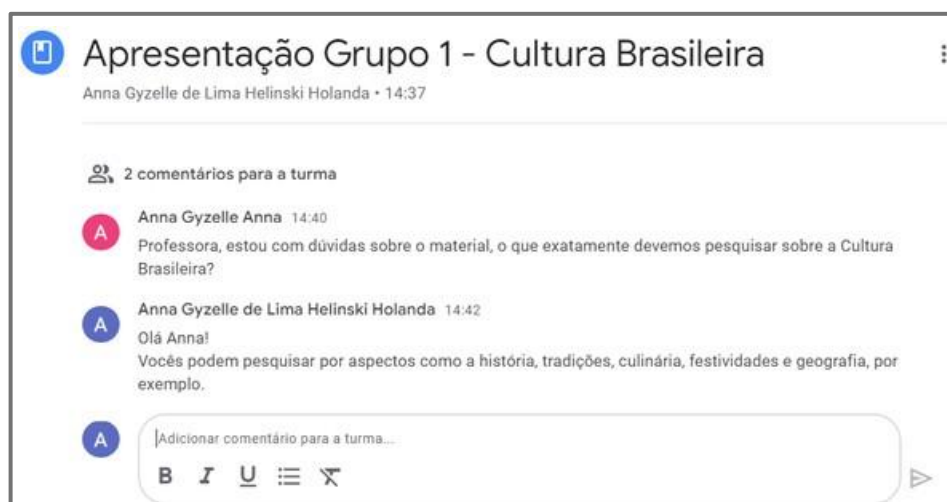 Apresentação Grupo 1 - Cultura Brasileira
Anna Gyzelle de Lima Helinski Holanda • 14:37
2 comentários para a turma
A
Anna Gyzelle Anna 14:40
Professora, estou com dúvidas sobre o material, o que exatamente devemos pesquisar sobre a Cultura
Brasileira?
A
Anna Gyzelle de Lima Helinski Holanda 14:42
Olá Anna!
Vocês podem pesquisar por aspectos como a história, tradições, culinária, festividades e geografia, por
exemplo.
A
Adicionar comentário para a turma...
B I U